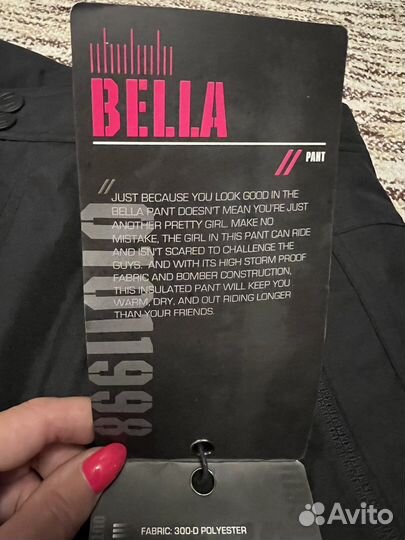 BELLA
// PANT
//
JUST BECAUSE YOU LOOK GOOD IN THE
BELLA PANT DOESN'T MEAN YOU'RE JUST
ANOTHER PRETTY GIRL. MAKE NO
MISTAKE, THE GIRL IN THIS PANT CAN RIDE
AND ISN'T SCARED TO CHALLENGE THE
GUYS. AND WITH ITS HIGH STORM PROOF
FABRIC AND BOMBER CONSTRUCTION,
THIS INSULATED PANT WILL KEEP YOU
WARM, DRY, AND OUT RIDING LONGER
THAN YOUR FRIENDS.
FABRIC: 300-D POLYESTER
Avito